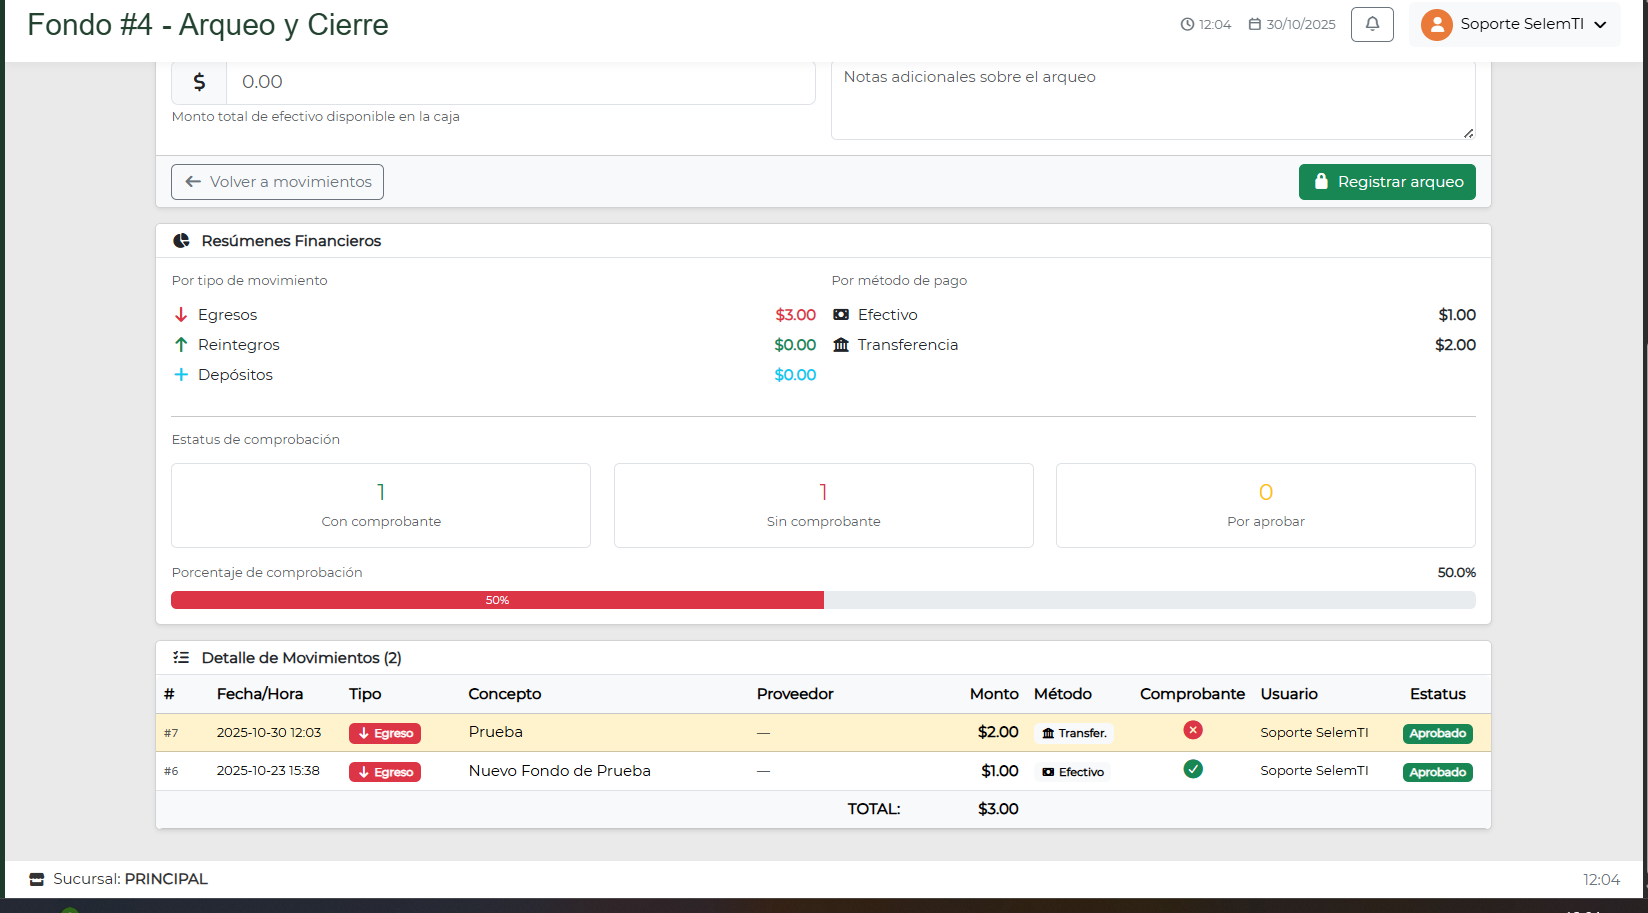 Fondo #4 - Arqueo y Cierre
12:04 30/10/2025 Soporte SelemTI
$ 0.00
Notas adicionales sobre el arqueo
Monto total de efectivo disponible en la caja
Volver a movimientos
Registrar arqueo
Resúmenes Financieros
Por tipo de movimiento
Egresos $3.00
Reintegros $0.00
Depósitos $0.00
Por método de pago
Efectivo $1.00
Transferencia $2.00
Estatus de comprobación
1
Con comprobante
1
Sin comprobante
0
Por aprobar
Porcentaje de comprobación 50.0%
50%
Detalle de Movimientos (2)
# Fecha/Hora Tipo Concepto Proveedor Monto Método Comprobante Usuario Estatus
#7 2025-10-30 12:03 Egreso Prueba — $2.00 Transfer. Soporte SelemTI Aprobado
#6 2025-10-23 15:38 Egreso Nuevo Fondo de Prueba — $1.00 Efectivo Soporte SelemTI Aprobado
TOTAL: $3.00
Sucursal: PRINCIPAL 12:04